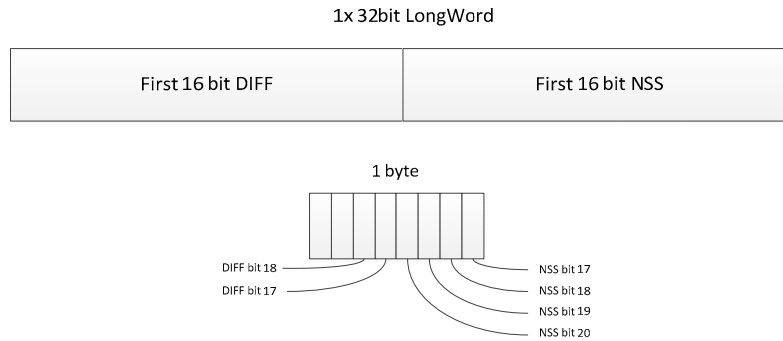 1x 32bit LongWord
First 16 bit DIFF
First 16 bit NSS
1 byte
DIFF bit 18
DIFF bit 17
NSS bit 17
NSS bit 18
NSS bit 19
NSS bit 20